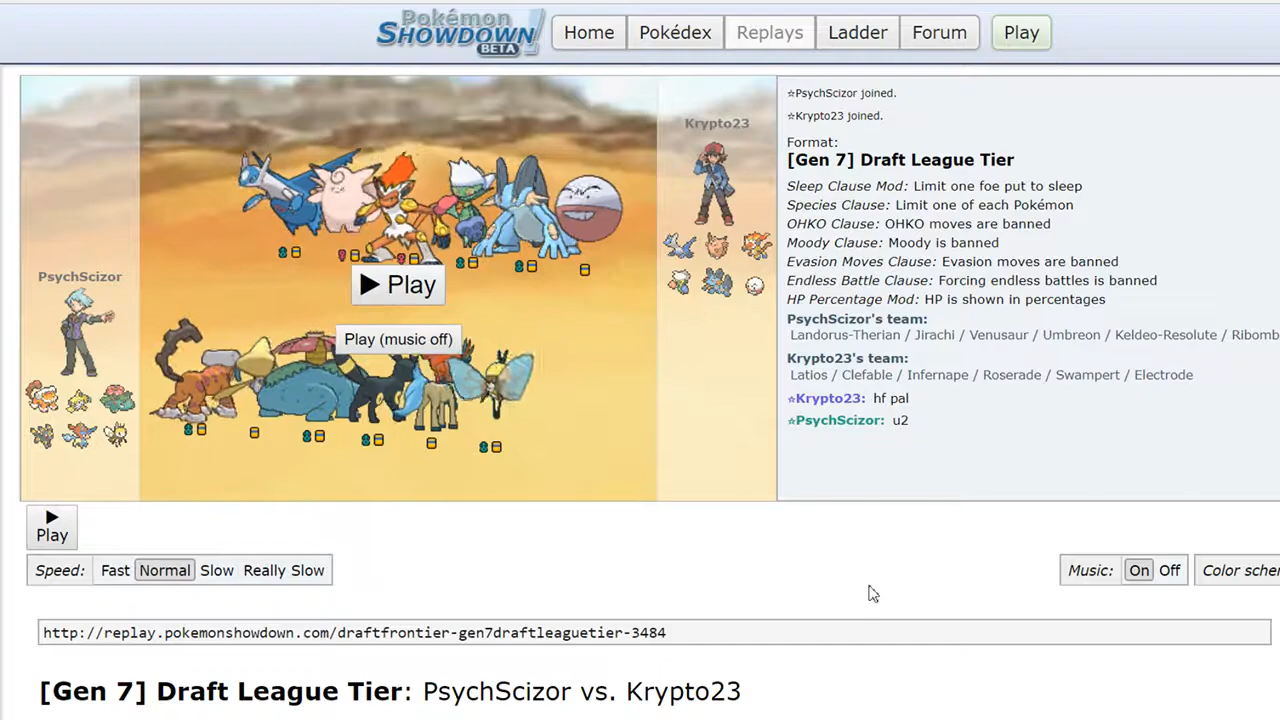 Pokémon
SHOWDOWN
BETA
Home
Pokédex
Replays
Ladder
Forum
Play
PsychScizor
Krypto23
▶ Play
Play (music off)
☆PsychScizor joined.
☆Krypto23 joined.
Format:
[Gen 7] Draft League Tier
Sleep Clause Mod: Limit one foe put to sleep
Species Clause: Limit one of each Pokémon
OHKO Clause: OHKO moves are banned
Moody Clause: Moody is banned
Evasion Moves Clause: Evasion moves are banned
Endless Battle Clause: Forcing endless battles is banned
HP Percentage Mod: HP is shown in percentages
PsychScizor's team:
Landorus-Therian / Jirachi / Venusaur / Umbreon / Keldeo-Resolute / Ribomb
Krypto23's team:
Latios / Clefable / Infernape / Roserade / Swampert / Electrode
☆Krypto23: hf pal
☆PsychScizor: u2
▶
Play
Speed: Fast Normal Slow Really Slow
Music: On Off
Color scher
http://replay.pokemonshowdown.com/draftfrontier-gen7draftleaguetier-3484
[Gen 7] Draft League Tier: PsychScizor vs. Krypto23